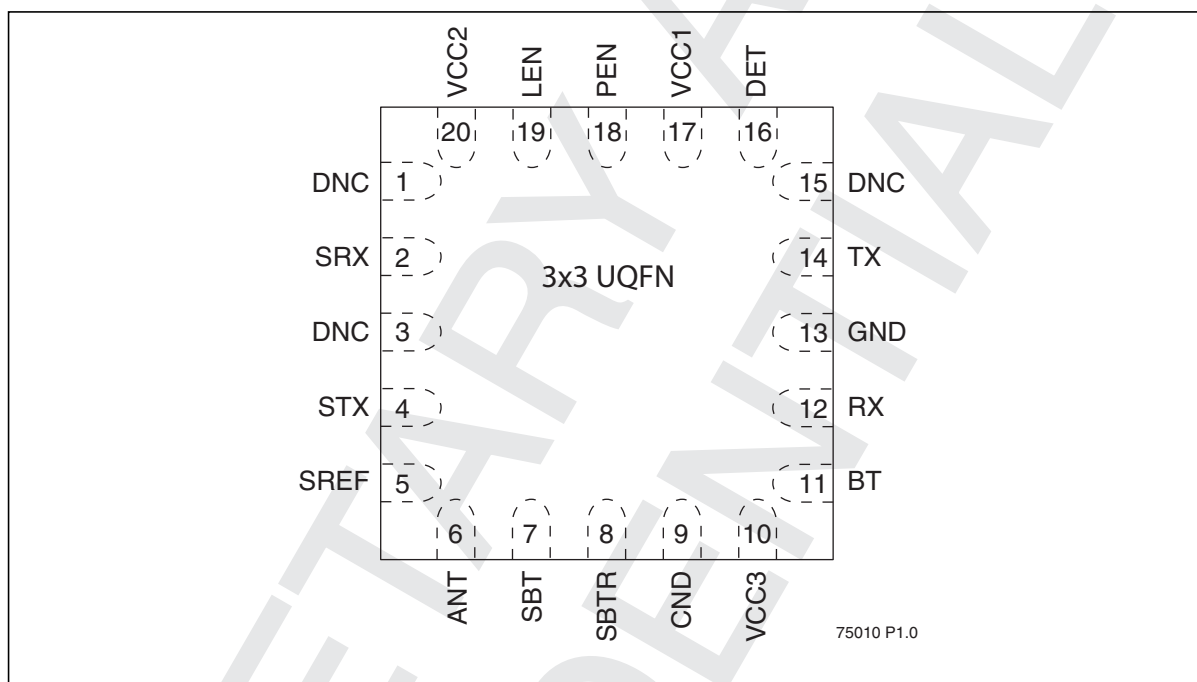 VCC2 LEN PEN VCC1 DET
20 19 18 17 16
DNC 1 15 DNC
SRX 2 14 TX
3x3 UQFN
DNC 3 13 GND
STX 4 12 RX
SREF 5 11 BT
6 7 8 9 10
ANT SBT SBTR CND VCC3
75010 P1.0
ETARY A
DENTIAL